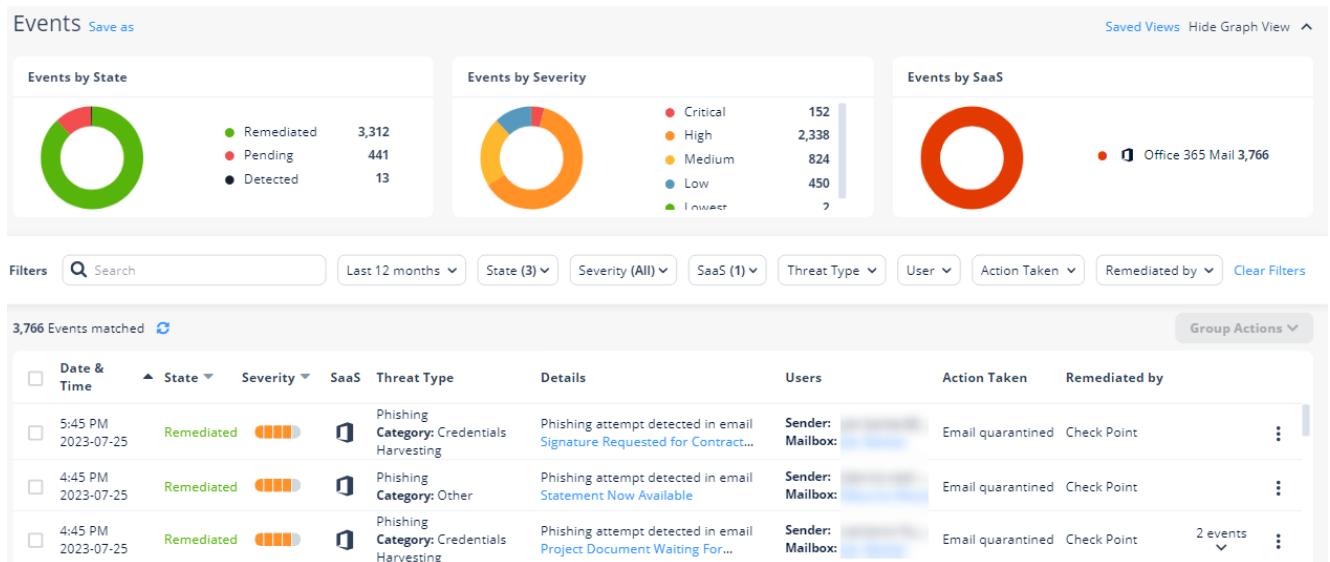 Events Save as
Saved Views Hide Graph View
Events by State
Remediated 3,312
Pending 441
Detected 13
Events by Severity
Critical 152
High 2,338
Medium 824
Low 450
Lowest 2
Events by SaaS
Office 365 Mail 3,766
Filters Search Last 12 months State (3) Severity (All) SaaS (1) Threat Type User Action Taken Remediated by Clear Filters
3,766 Events matched
Group Actions
Date & Time State Severity SaaS Threat Type Details Users Action Taken Remediated by
5:45 PM
2023-07-25
Remediated
Phishing
Category: Credentials
Harvesting
Phishing attempt detected in email
Signature Requested for Contract...
Sender:
Mailbox:
Email quarantined
Check Point
4:45 PM
2023-07-25
Remediated
Phishing
Category: Other
Phishing attempt detected in email
Statement Now Available
Sender:
Mailbox:
Email quarantined
Check Point
4:45 PM
2023-07-25
Remediated
Phishing
Category: Credentials
Harvesting
Phishing attempt detected in email
Project Document Waiting For...
Sender:
Mailbox:
Email quarantined
Check Point
2 events